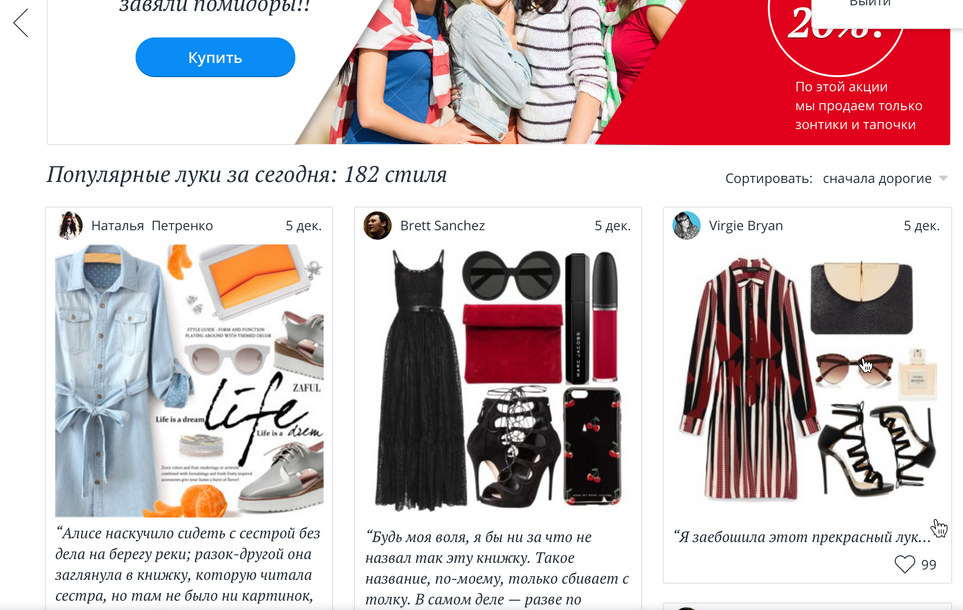 завяли помидоры!!
Выйти
20%!
Купить
По этой акции
мы продаем только
зонтики и тапочки
Популярные луки за сегодня: 182 стиля
Сортировать: сначала дорогие
Наталья Петренко 5 дек.
STYLE GUIDE - FORM AND FUNCTION
PLAYING AROUND WITH THEMED DECOR
ZAFUL
life
Life is a dream
Life is a drem
“Алисе наскучило сидеть с сестрой без
дела на берегу реки; разок-другой она
заглянула в книжку, которую читала
сестра, но там не было ни картинок,
Brett Sanchez 5 дек.
MARC JACOBS
“Будь моя воля, я бы ни за что не
назвал так эту книжку. Такое
название, по-моему, только сбивает с
толку. В самом деле — разве по
Virgie Bryan 5 дек.
“Я заебошила этот прекрасный лук...
99